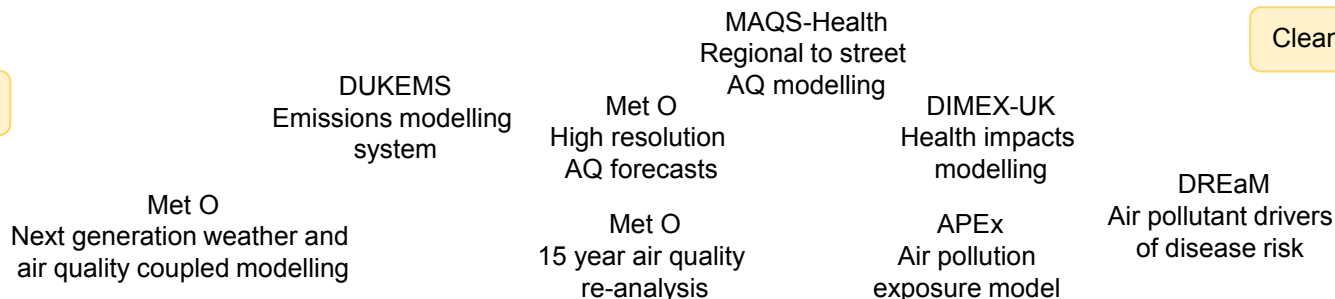 MAQS-Health
Regional to street
AQ modelling
Clean
DUKEMS
Emissions modelling
system
Met O
High resolution
AQ forecasts
DIMEX-UK
Health impacts
modelling
Met O
Next generation weather and
air quality coupled modelling
Met O
15 year air quality
re-analysis
APEx
Air pollution
exposure model
DREaM
Air pollutant drivers
of disease risk